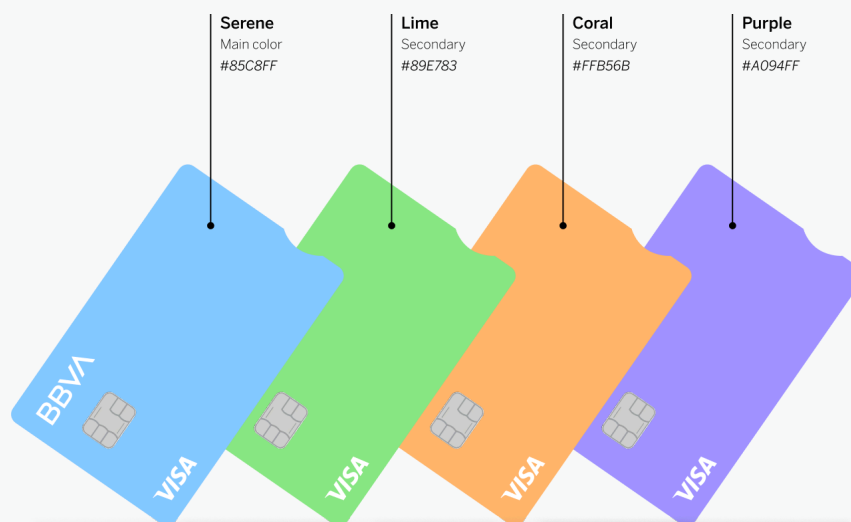 Serene
Main color
#85C8FF
Lime
Secondary
#89E783
Coral
Secondary
#FFB56B
Purple
Secondary
#A094FF
BBVA
VISA
VISA
VISA
VISA